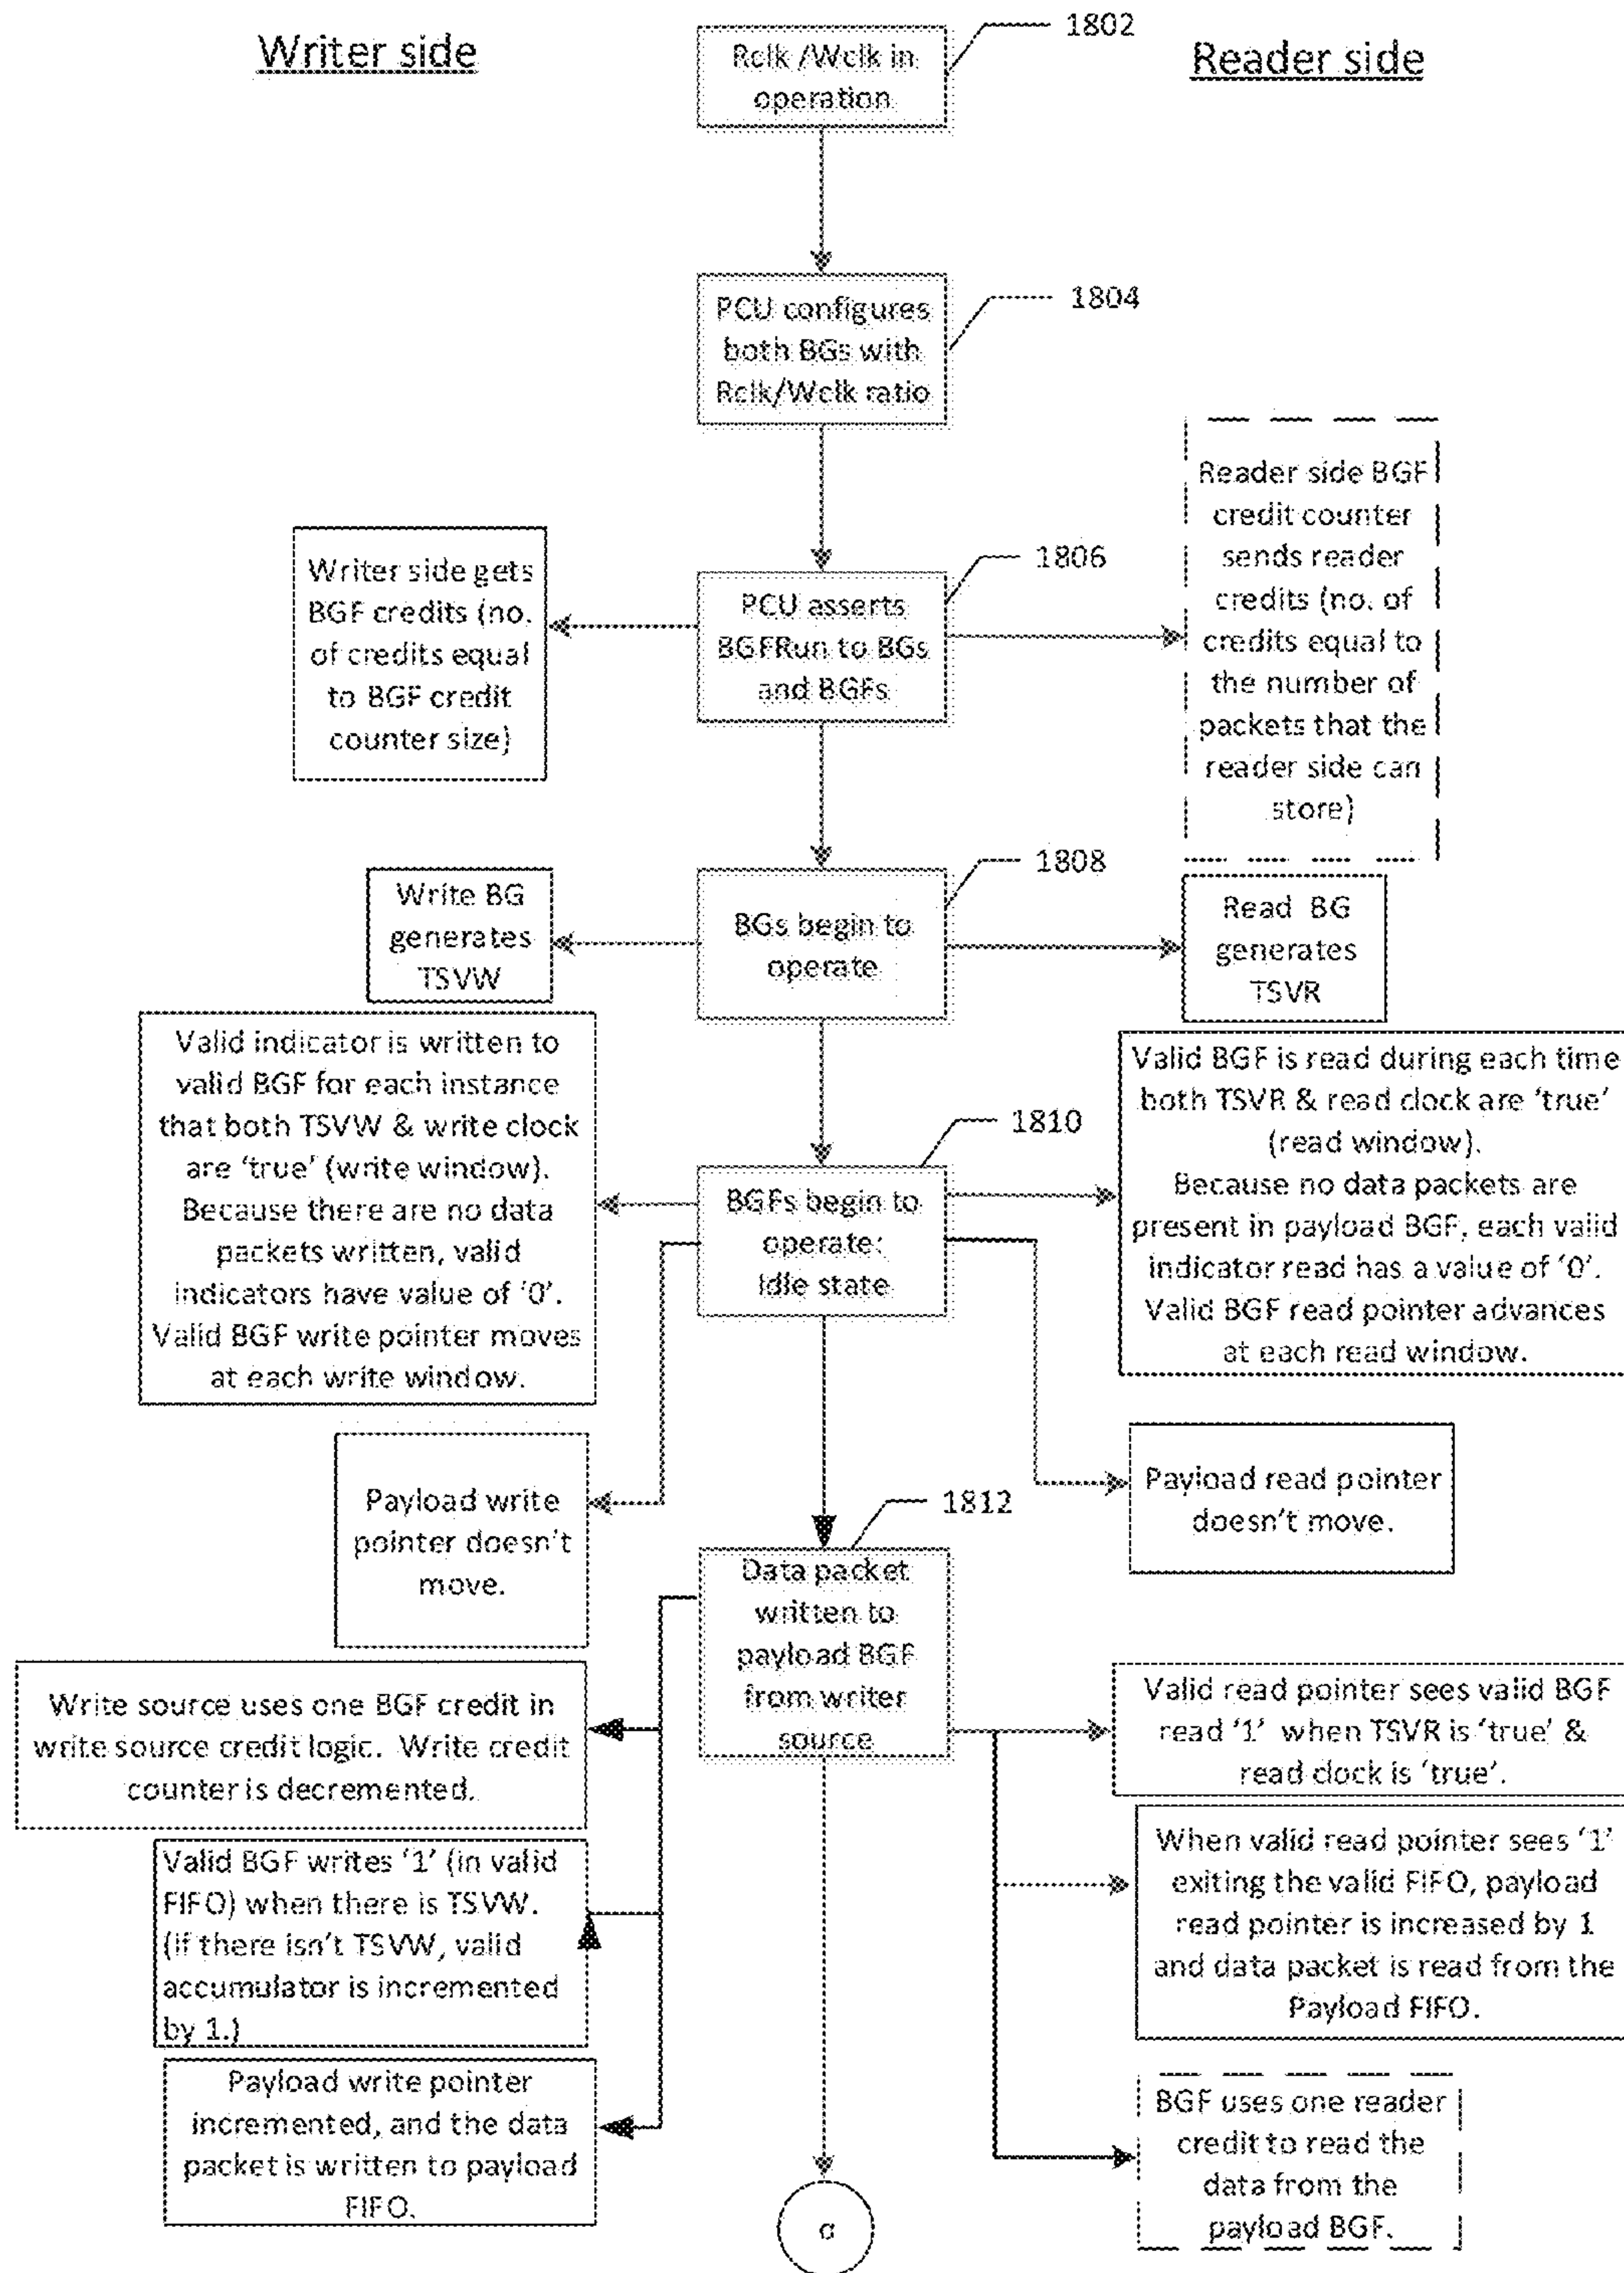 Writer side
Reader side
1802
Rclk /Wclk in
operation
1804
PCU configures
both BGs with
Rclk/Wclk ratio
1806
PCU asserts
BGFRun to BGs
and BGFs
Writer side gets
BGF credits (no.
of credits equal
to BGF credit
counter size)
Reader side BGF
credit counter
sends reader
credits (no. of
credits equal to
the number of
packets that the
reader side can
store)
1808
BGs begin to
operate
Write BG
generates
TSVW
Read BG
generates
TSVR
1810
BGFs begin to
operate:
Idle state
Valid indicator is written to
valid BGF for each instance
that both TSVW & write clock
are 'true' (write window).
Because there are no data
packets written, valid
indicators have value of '0'.
Valid BGF write pointer moves
at each write window.
Valid BGF is read during each time
both TSVR & read clock are 'true'
(read window).
Because no data packets are
present in payload BGF, each valid
indicator read has a value of '0'.
Valid BGF read pointer advances
at each read window.
Payload write
pointer doesn't
move.
Payload read pointer
doesn't move.
1812
Data packet
written to
payload BGF
from writer
source
Write source uses one BGF credit in
write source credit logic. Write credit
counter is decremented.
Valid BGF writes '1' (in valid
FIFO) when there is TSVW.
(if there isn't TSVW, valid
accumulator is incremented
by 1.)
Payload write pointer
incremented, and the data
packet is written to payload
FIFO.
Valid read pointer sees valid BGF
read '1' when TSVR is 'true' &
read clock is 'true'.
When valid read pointer sees '1'
exiting the valid FIFO, payload
read pointer is increased by 1
and data packet is read from the
Payload FIFO.
BGF uses one reader
credit to read the
data from the
payload BGF.
a